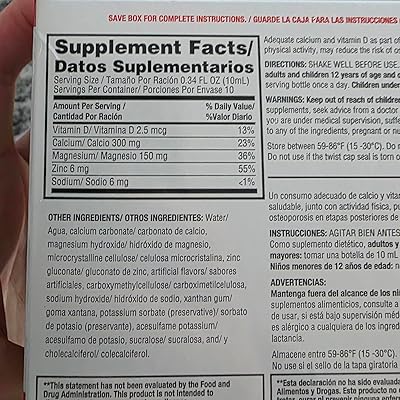 SAVE BOX FOR COMPLETE INSTRUCTIONS. / GUARDE LA CAJA PARA LAS INSTRUCCIONES
Supplement Facts/
Datos Suplementarios
Serving Size / Tamaño Por Ración 0.34 FL OZ (10mL)
Servings Per Container/ Porciones Por Envase 10
Amount Per Serving / % Daily Value/
Cantidad Por Ración %Valor Diario
Vitamin D/ Vitamina D 2.5 mcg 13%
Calcium/ Calcio 300 mg 23%
Magnesium/ Magnesio 150 mg 36%
Zinc 6 mg 55%
Sodium/ Sodio 6 mg <1%
OTHER INGREDIENTS/ OTROS INGREDIENTES: Water/
Agua, calcium carbonate/ carbonato de calcio,
magnesium hydroxide/ hidróxido de magnesio,
microcrystalline cellulose/ celulosa microcristalina, zinc
gluconate/ gluconato de zinc, artificial flavors/ sabores
artificiales, carboxymethylcellulose/ carboximetilcelulosa,
sodium hydroxide/ hidróxido de sodio, xanthan gum/
goma xantana, potassium sorbate (preservative)/ sorbato
de potasio (preservante), acesulfame potassium/
acesulfamo de potasio, sucralose/ sucralosa, and/ y
cholecalciferol/ colecalciferol.
**This statement has not been evaluated by the Food and
Drug Administration. This product is not intended to
Adequate calcium and vitamin D as part of
physical activity, may reduce the risk of os
DIRECTIONS: SHAKE WELL BEFORE USE.
adults and children 12 years of age and o
serving bottle once a day. Children under
WARNINGS: Keep out of reach of children
supplements, seek advice from a doctor
you are under medical supervision, suffe
to any of the ingredients, pregnant or nu
Store between 59-86°F (15 -30°C). Do
Do not use if the twist cap seal is torn o
Un consumo adecuado de calcio y vitar
saludable, junto con actividad física, pu
osteoporosis en etapas posteriores de
INSTRUCCIONES: AGITAR BIEN ANTES
Como suplemento dietético, adultos y
mayores: tomar una botella de 10 mL
Niños menores de 12 años de edad: n
ADVERTENCIAS:
Mantenga fuera del alcance de los ni
suplementos alimenticios, consulte a
de usar, si está bajo supervisión médi
es alérgico a cualquiera de los ingred
lactancia.
Almacene entre 59-86°F (15 -30°C).
No use si el sello de la tapa giratoria
**Esta declaración no ha sido evaluada
Alimentos y Drogas. Este producto no est